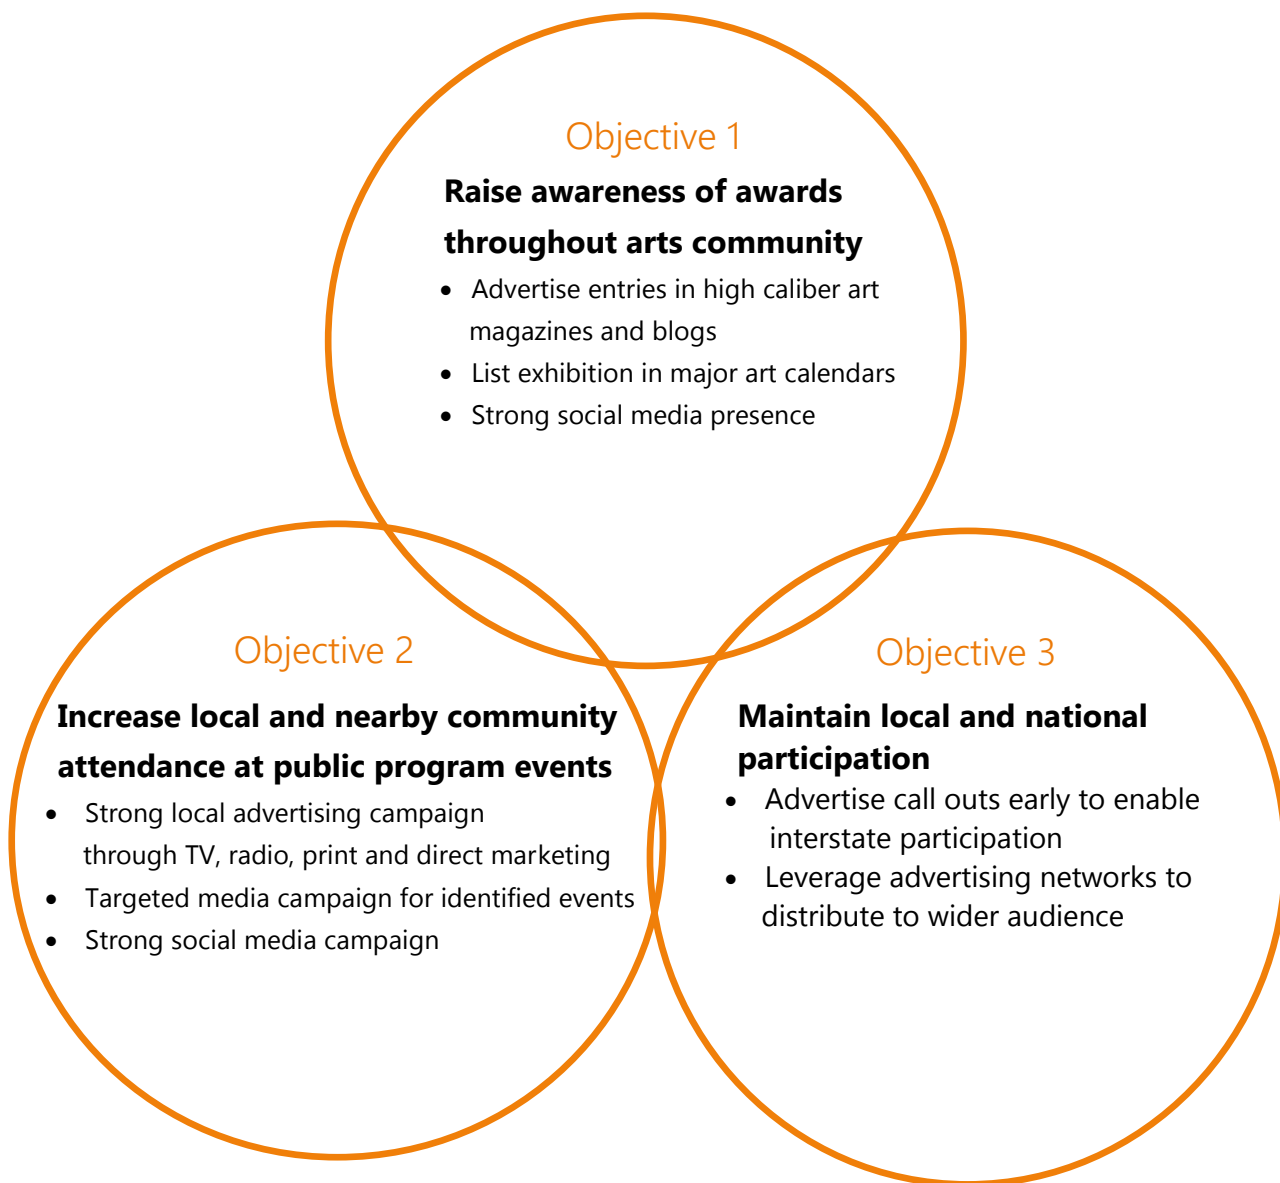 Objective 1
Raise awareness of awards
throughout arts community
• Advertise entries in high caliber art
magazines and blogs
• List exhibition in major art calendars
• Strong social media presence
Objective 2
Increase local and nearby community
attendance at public program events
• Strong local advertising campaign
through TV, radio, print and direct marketing
• Targeted media campaign for identified events
• Strong social media campaign
Objective 3
Maintain local and national
participation
• Advertise call outs early to enable
interstate participation
• Leverage advertising networks to
distribute to wider audience